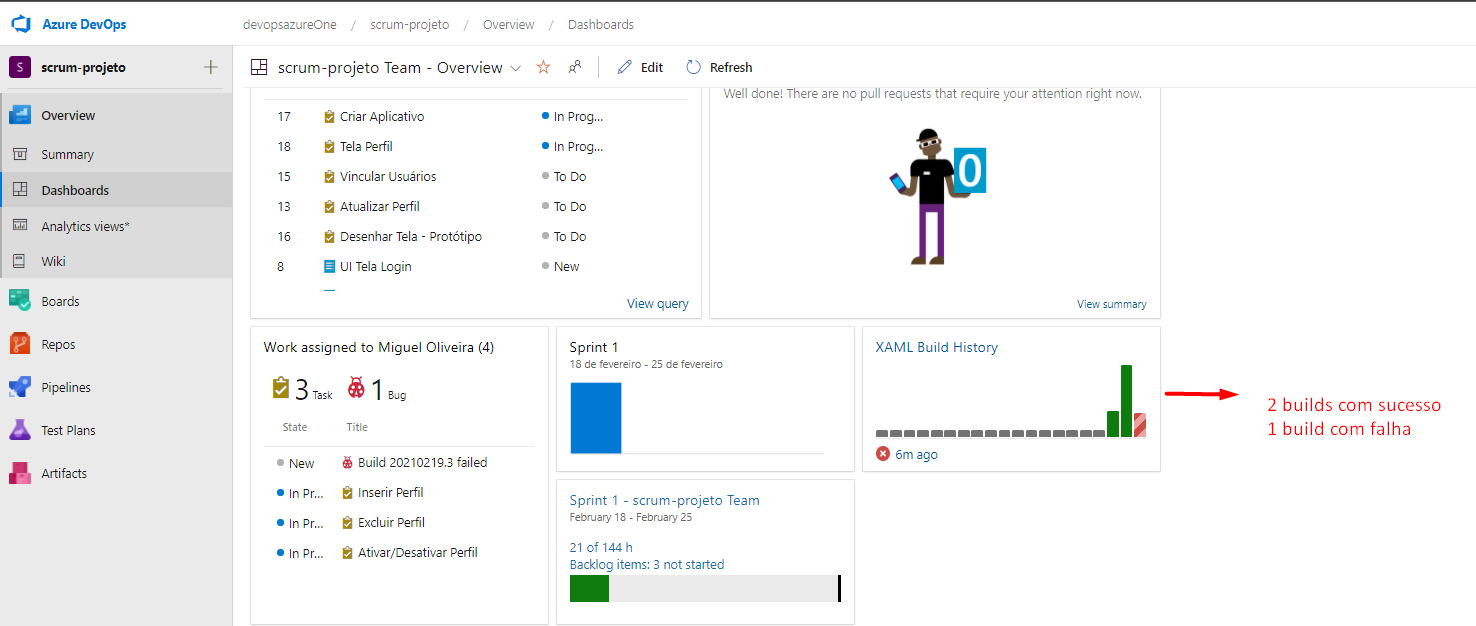 Azure DevOps
devopsazureOne / scrum-projeto / Overview / Dashboards
S scrum-projeto +
scrum-projeto Team - Overview
Edit
Refresh
Overview
Summary
Dashboards
Analytics views*
Wiki
Boards
Repos
Pipelines
Test Plans
Artifacts
17 Criar Aplicativo In Prog...
18 Tela Perfil In Prog...
15 Vincular Usuários To Do
13 Atualizar Perfil To Do
16 Desenhar Tela - Protótipo To Do
8 UI Tela Login New
View query
Well done! There are no pull requests that require your attention right now.
0
View summary
Work assigned to Miguel Oliveira (4)
3 Task 1 Bug
State Title
New Build 20210219.3 failed
In Pr... Inserir Perfil
In Pr... Excluir Perfil
In Pr... Ativar/Desativar Perfil
Sprint 1
18 de fevereiro - 25 de fevereiro
Sprint 1 - scrum-projeto Team
February 18 - February 25
21 of 144 h
Backlog items: 3 not started
XAML Build History
6m ago
2 builds com sucesso
1 build com falha